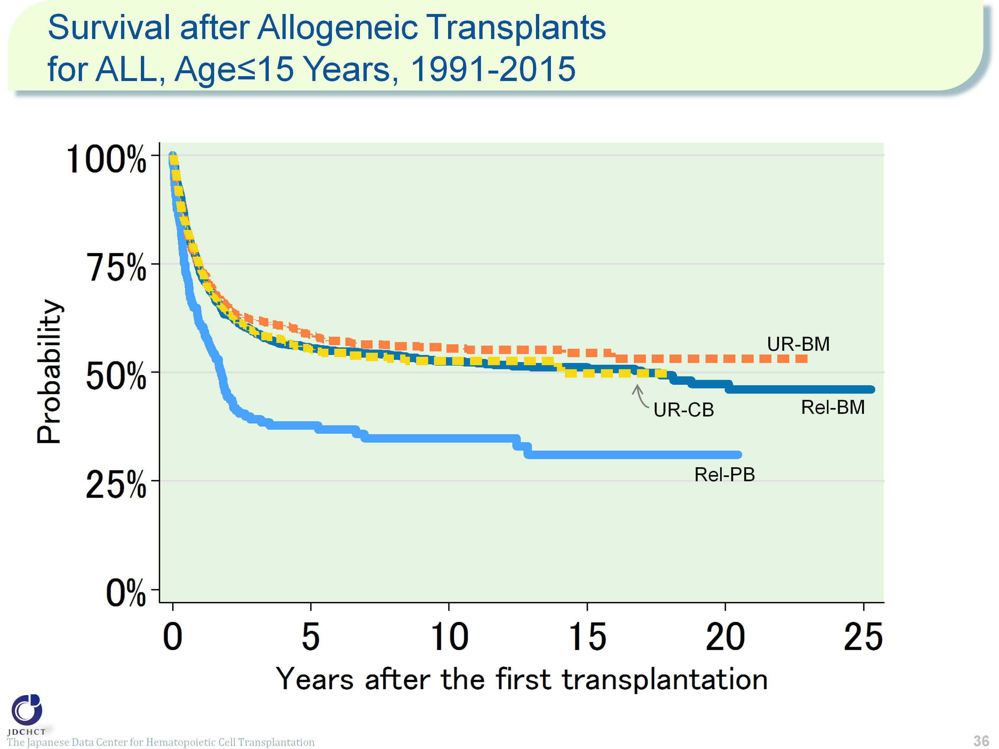 Survival after Allogeneic Transplants
for ALL, Age≤15 Years, 1991-2015
100%
75%
50%
25%
0%
Probability
UR-BM
UR-CB
Rel-BM
Rel-PB
0 5 10 15 20 25
Years after the first transplantation
JDCHCT
The Japanese Data Center for Hematopoietic Cell Transplantation
36